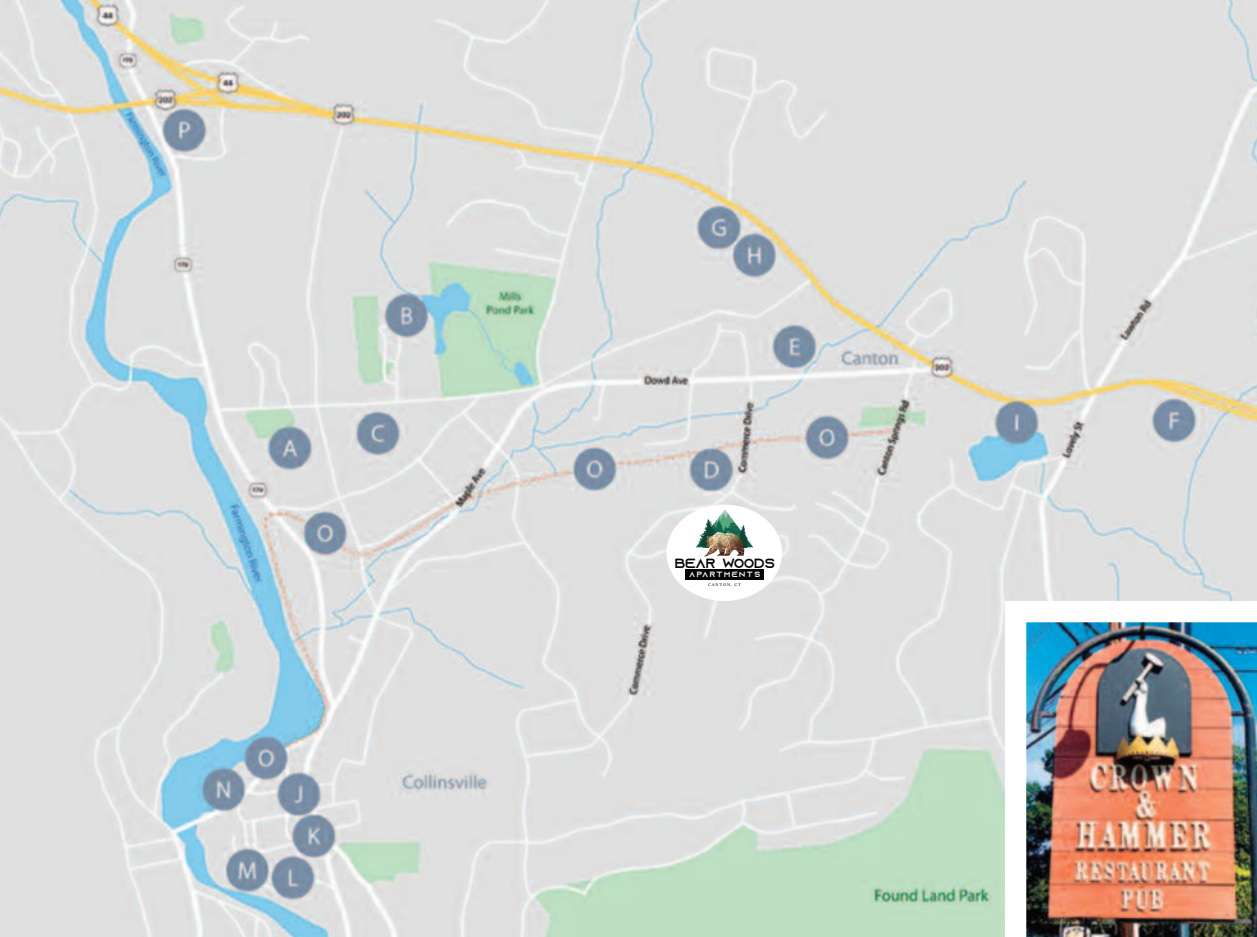 44
179
44
202
202
Farmington River
P
G
H
179
Mills
Pond Park
B
Lawton Rd
E
Canton
202
Dowd Ave
Commerce Drive
Canton Springs Rd
Lovely St
I
F
A
C
O
O
D
Maple Ave
179
O
Farmington River
BEAR WOODS
APARTMENTS
CANTON, CT
Commerce Drive
O
N
J
Collinsville
K
M
L
Found Land Park
CROWN
&
HAMMER
RESTAURANT
PUB